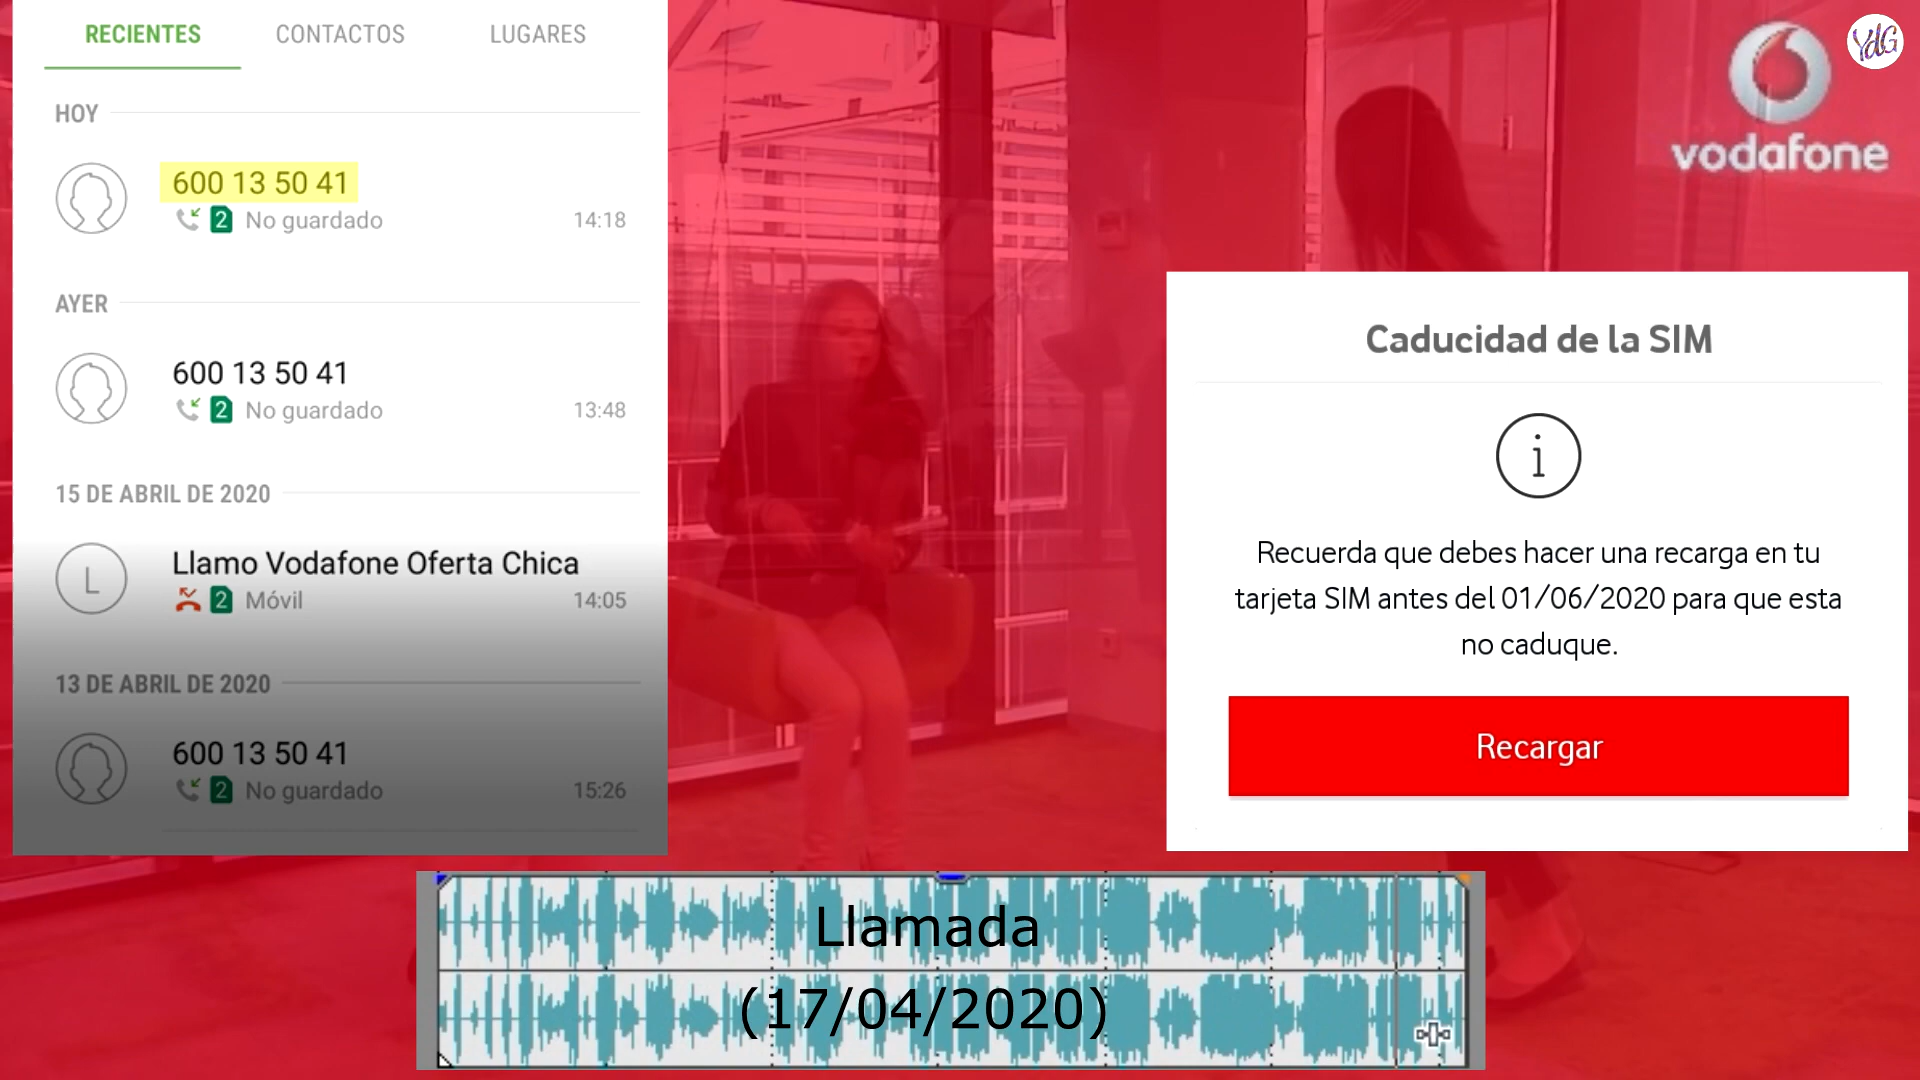 RECIENTES CONTACTOS LUGARES
HOY
600 13 50 41
2 No guardado 14:18
AYER
600 13 50 41
2 No guardado 13:48
15 DE ABRIL DE 2020
L
Llamo Vodafone Oferta Chica
2 Móvil 14:05
13 DE ABRIL DE 2020
600 13 50 41
2 No guardado 15:26
YdG
vodafone
Caducidad de la SIM
i
Recuerda que debes hacer una recarga en tu
tarjeta SIM antes del 01/06/2020 para que esta
no caduque.
Recargar
Llamada
(17/04/2020)